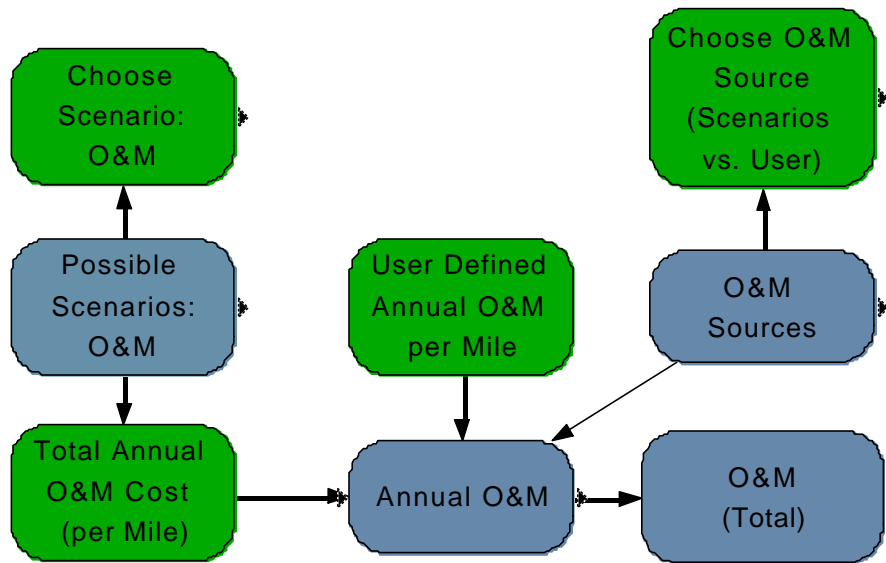 Choose
Scenario:
O&M
Choose O&M
Source
(Scenarios
vs. User)
Possible
Scenarios:
O&M
User Defined
Annual O&M
per Mile
O&M
Sources
Total Annual
O&M Cost
(per Mile)
Annual O&M
O&M
(Total)